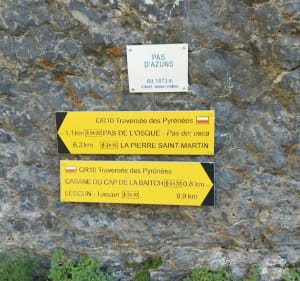 PAS
D'AZUNS
Alt. 1873 m
GR10 Traversée des Pyrénées
1,1km PAS DE L'OSQUE - Pas der osca
6,3 km LA PIERRE SAINT MARTIN
GR10 Traversée des Pyrénées
CABANE DU CAP DE LA BAITCH 0,8 km
LESCUN - Lascun 9,9 km